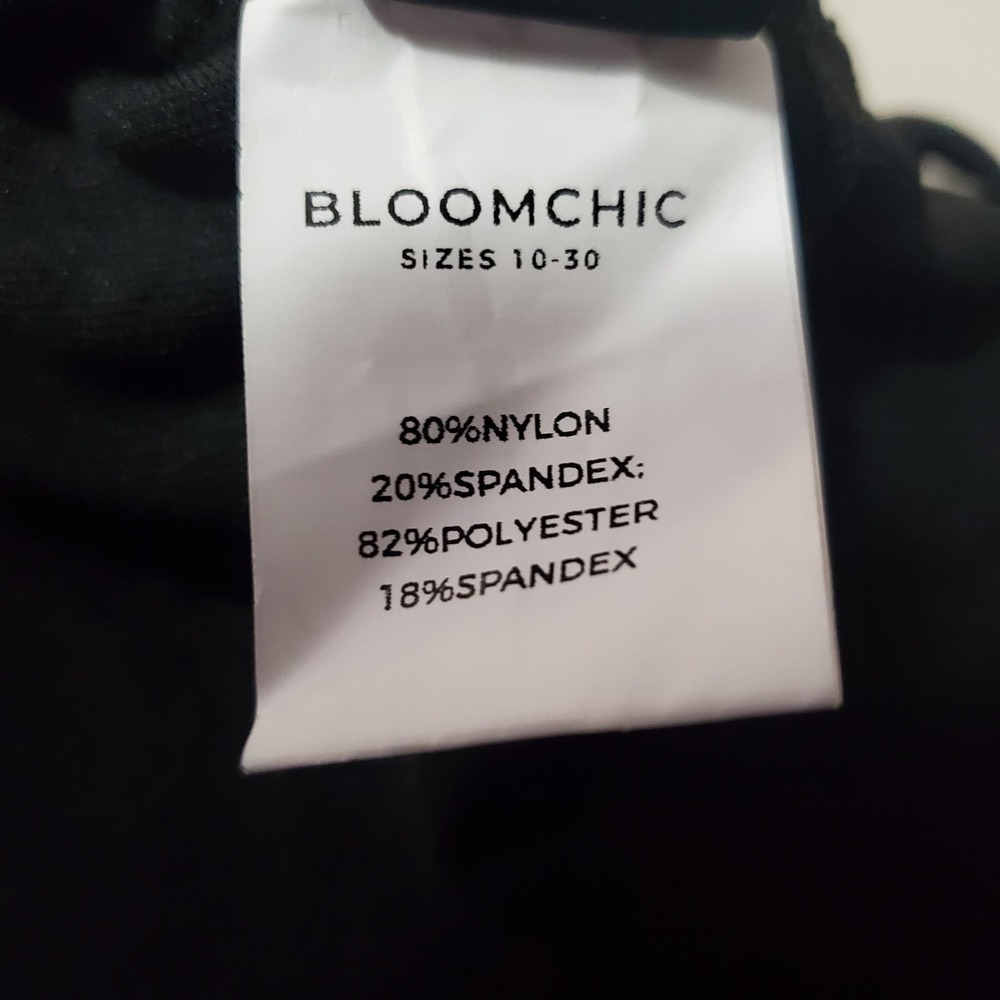 BLOOMCHIC
SIZES 10-30
80%NYLON
20%SPANDEX;
82%POLYESTER
18%SPANDEX